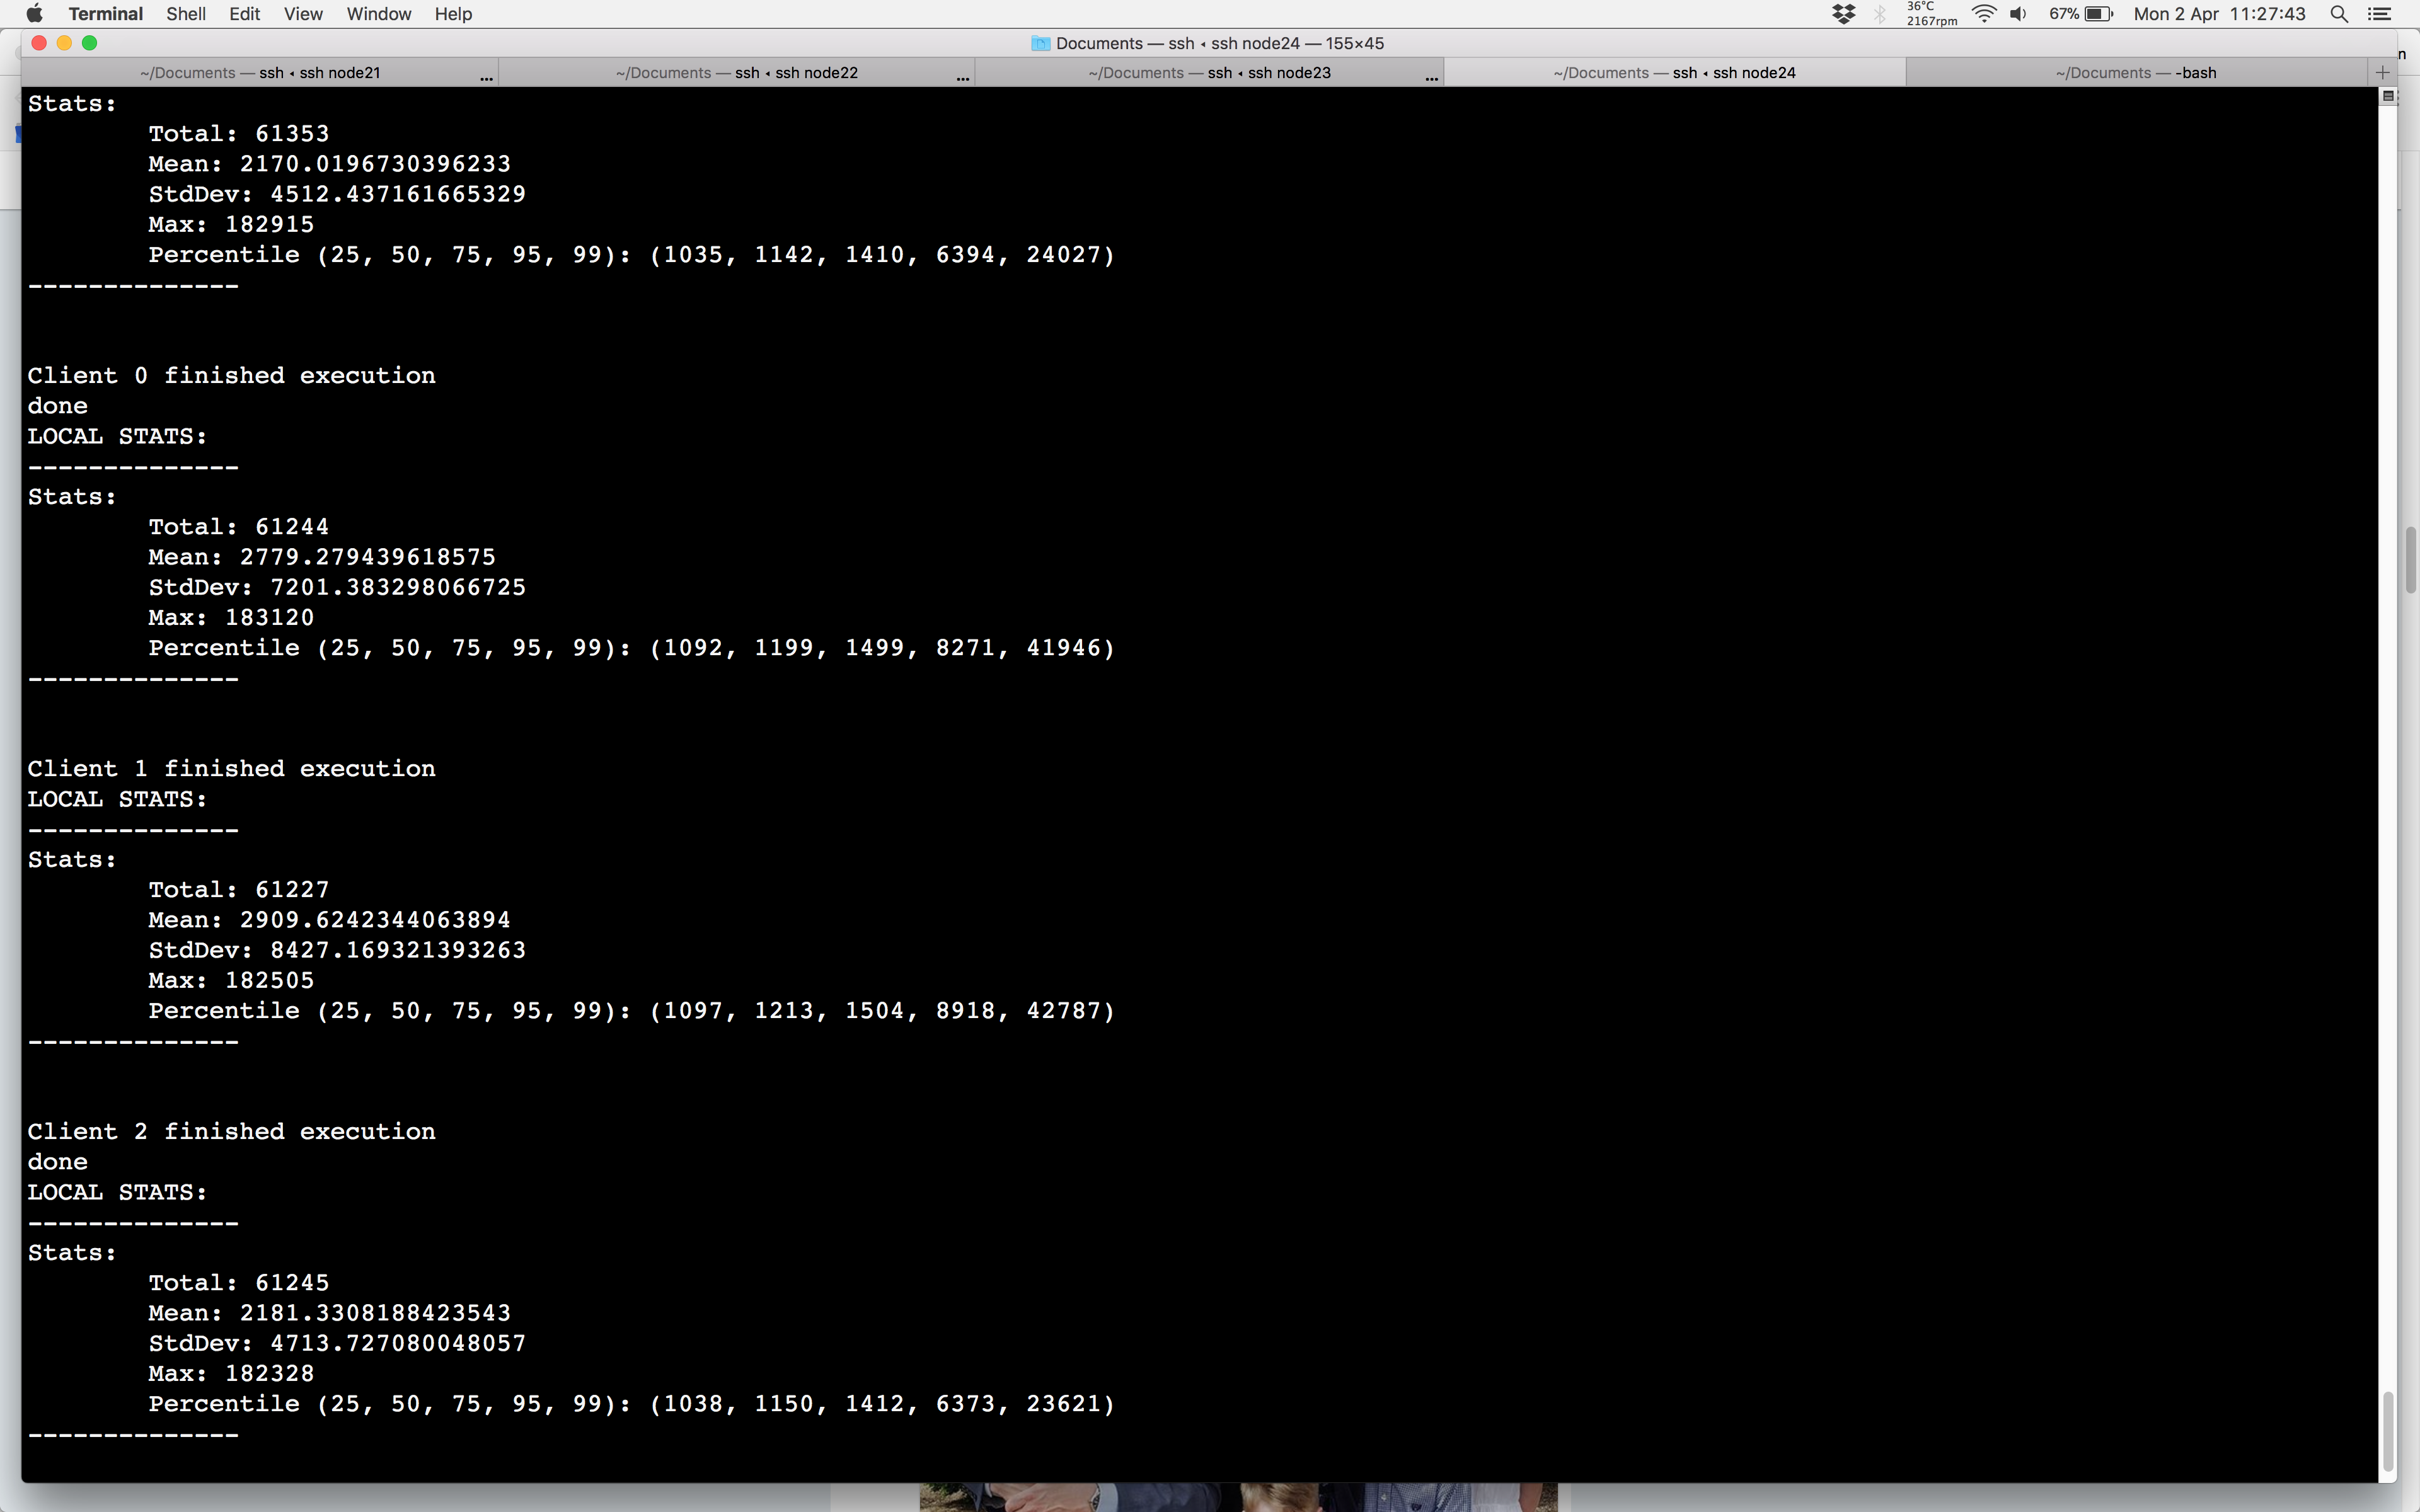 Terminal Shell Edit View Window Help 36°C 2167rpm 67% Mon 2 Apr 11:27:43
Documents — ssh ◂ ssh node24 — 155×45
~/Documents — ssh ◂ ssh node21 ... ~/Documents — ssh ◂ ssh node22 ... ~/Documents — ssh ◂ ssh node23 ... ~/Documents — ssh ◂ ssh node24 ~/Documents — -bash
Stats:
Total: 61353
Mean: 2170.0196730396233
StdDev: 4512.437161665329
Max: 182915
Percentile (25, 50, 75, 95, 99): (1035, 1142, 1410, 6394, 24027)
--------------
Client 0 finished execution
done
LOCAL STATS:
--------------
Stats:
Total: 61244
Mean: 2779.279439618575
StdDev: 7201.383298066725
Max: 183120
Percentile (25, 50, 75, 95, 99): (1092, 1199, 1499, 8271, 41946)
--------------
Client 1 finished execution
LOCAL STATS:
--------------
Stats:
Total: 61227
Mean: 2909.6242344063894
StdDev: 8427.169321393263
Max: 182505
Percentile (25, 50, 75, 95, 99): (1097, 1213, 1504, 8918, 42787)
--------------
Client 2 finished execution
done
LOCAL STATS:
--------------
Stats:
Total: 61245
Mean: 2181.3308188423543
StdDev: 4713.727080048057
Max: 182328
Percentile (25, 50, 75, 95, 99): (1038, 1150, 1412, 6373, 23621)
--------------